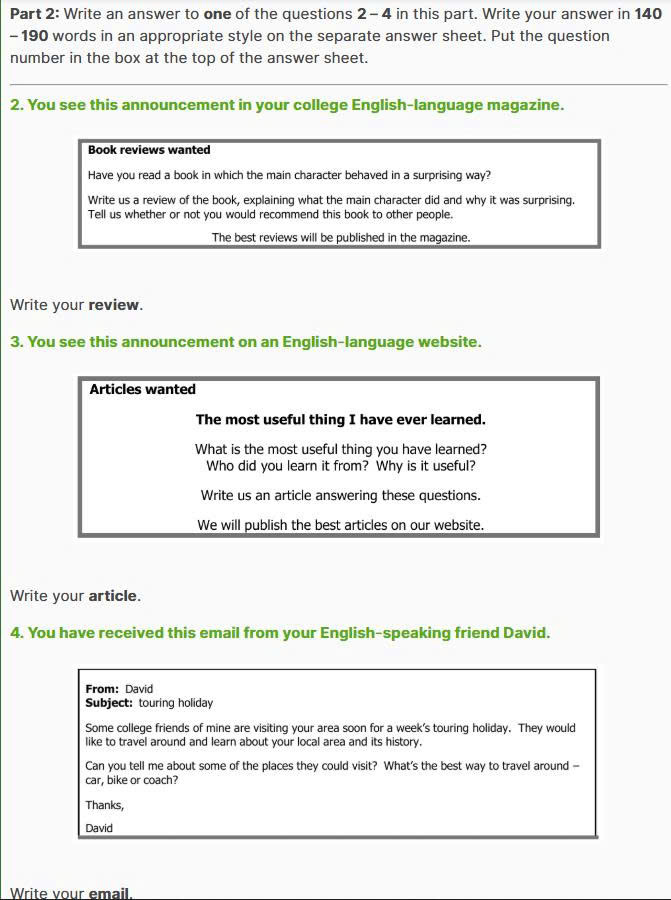 Part 2: Write an answer to one of the questions 2 – 4 in this part. Write your answer in 140
– 190 words in an appropriate style on the separate answer sheet. Put the question
number in the box at the top of the answer sheet.
2. You see this announcement in your college English-language magazine.
Book reviews wanted
Have you read a book in which the main character behaved in a surprising way?
Write us a review of the book, explaining what the main character did and why it was surprising.
Tell us whether or not you would recommend this book to other people.
The best reviews will be published in the magazine.
Write your review.
3. You see this announcement on an English-language website.
Articles wanted
The most useful thing I have ever learned.
What is the most useful thing you have learned?
Who did you learn it from? Why is it useful?
Write us an article answering these questions.
We will publish the best articles on our website.
Write your article.
4. You have received this email from your English-speaking friend David.
From: David
Subject: touring holiday
Some college friends of mine are visiting your area soon for a week's touring holiday. They would
like to travel around and learn about your local area and its history.
Can you tell me about some of the places they could visit? What's the best way to travel around –
car, bike or coach?
Thanks,
David
Write your email.